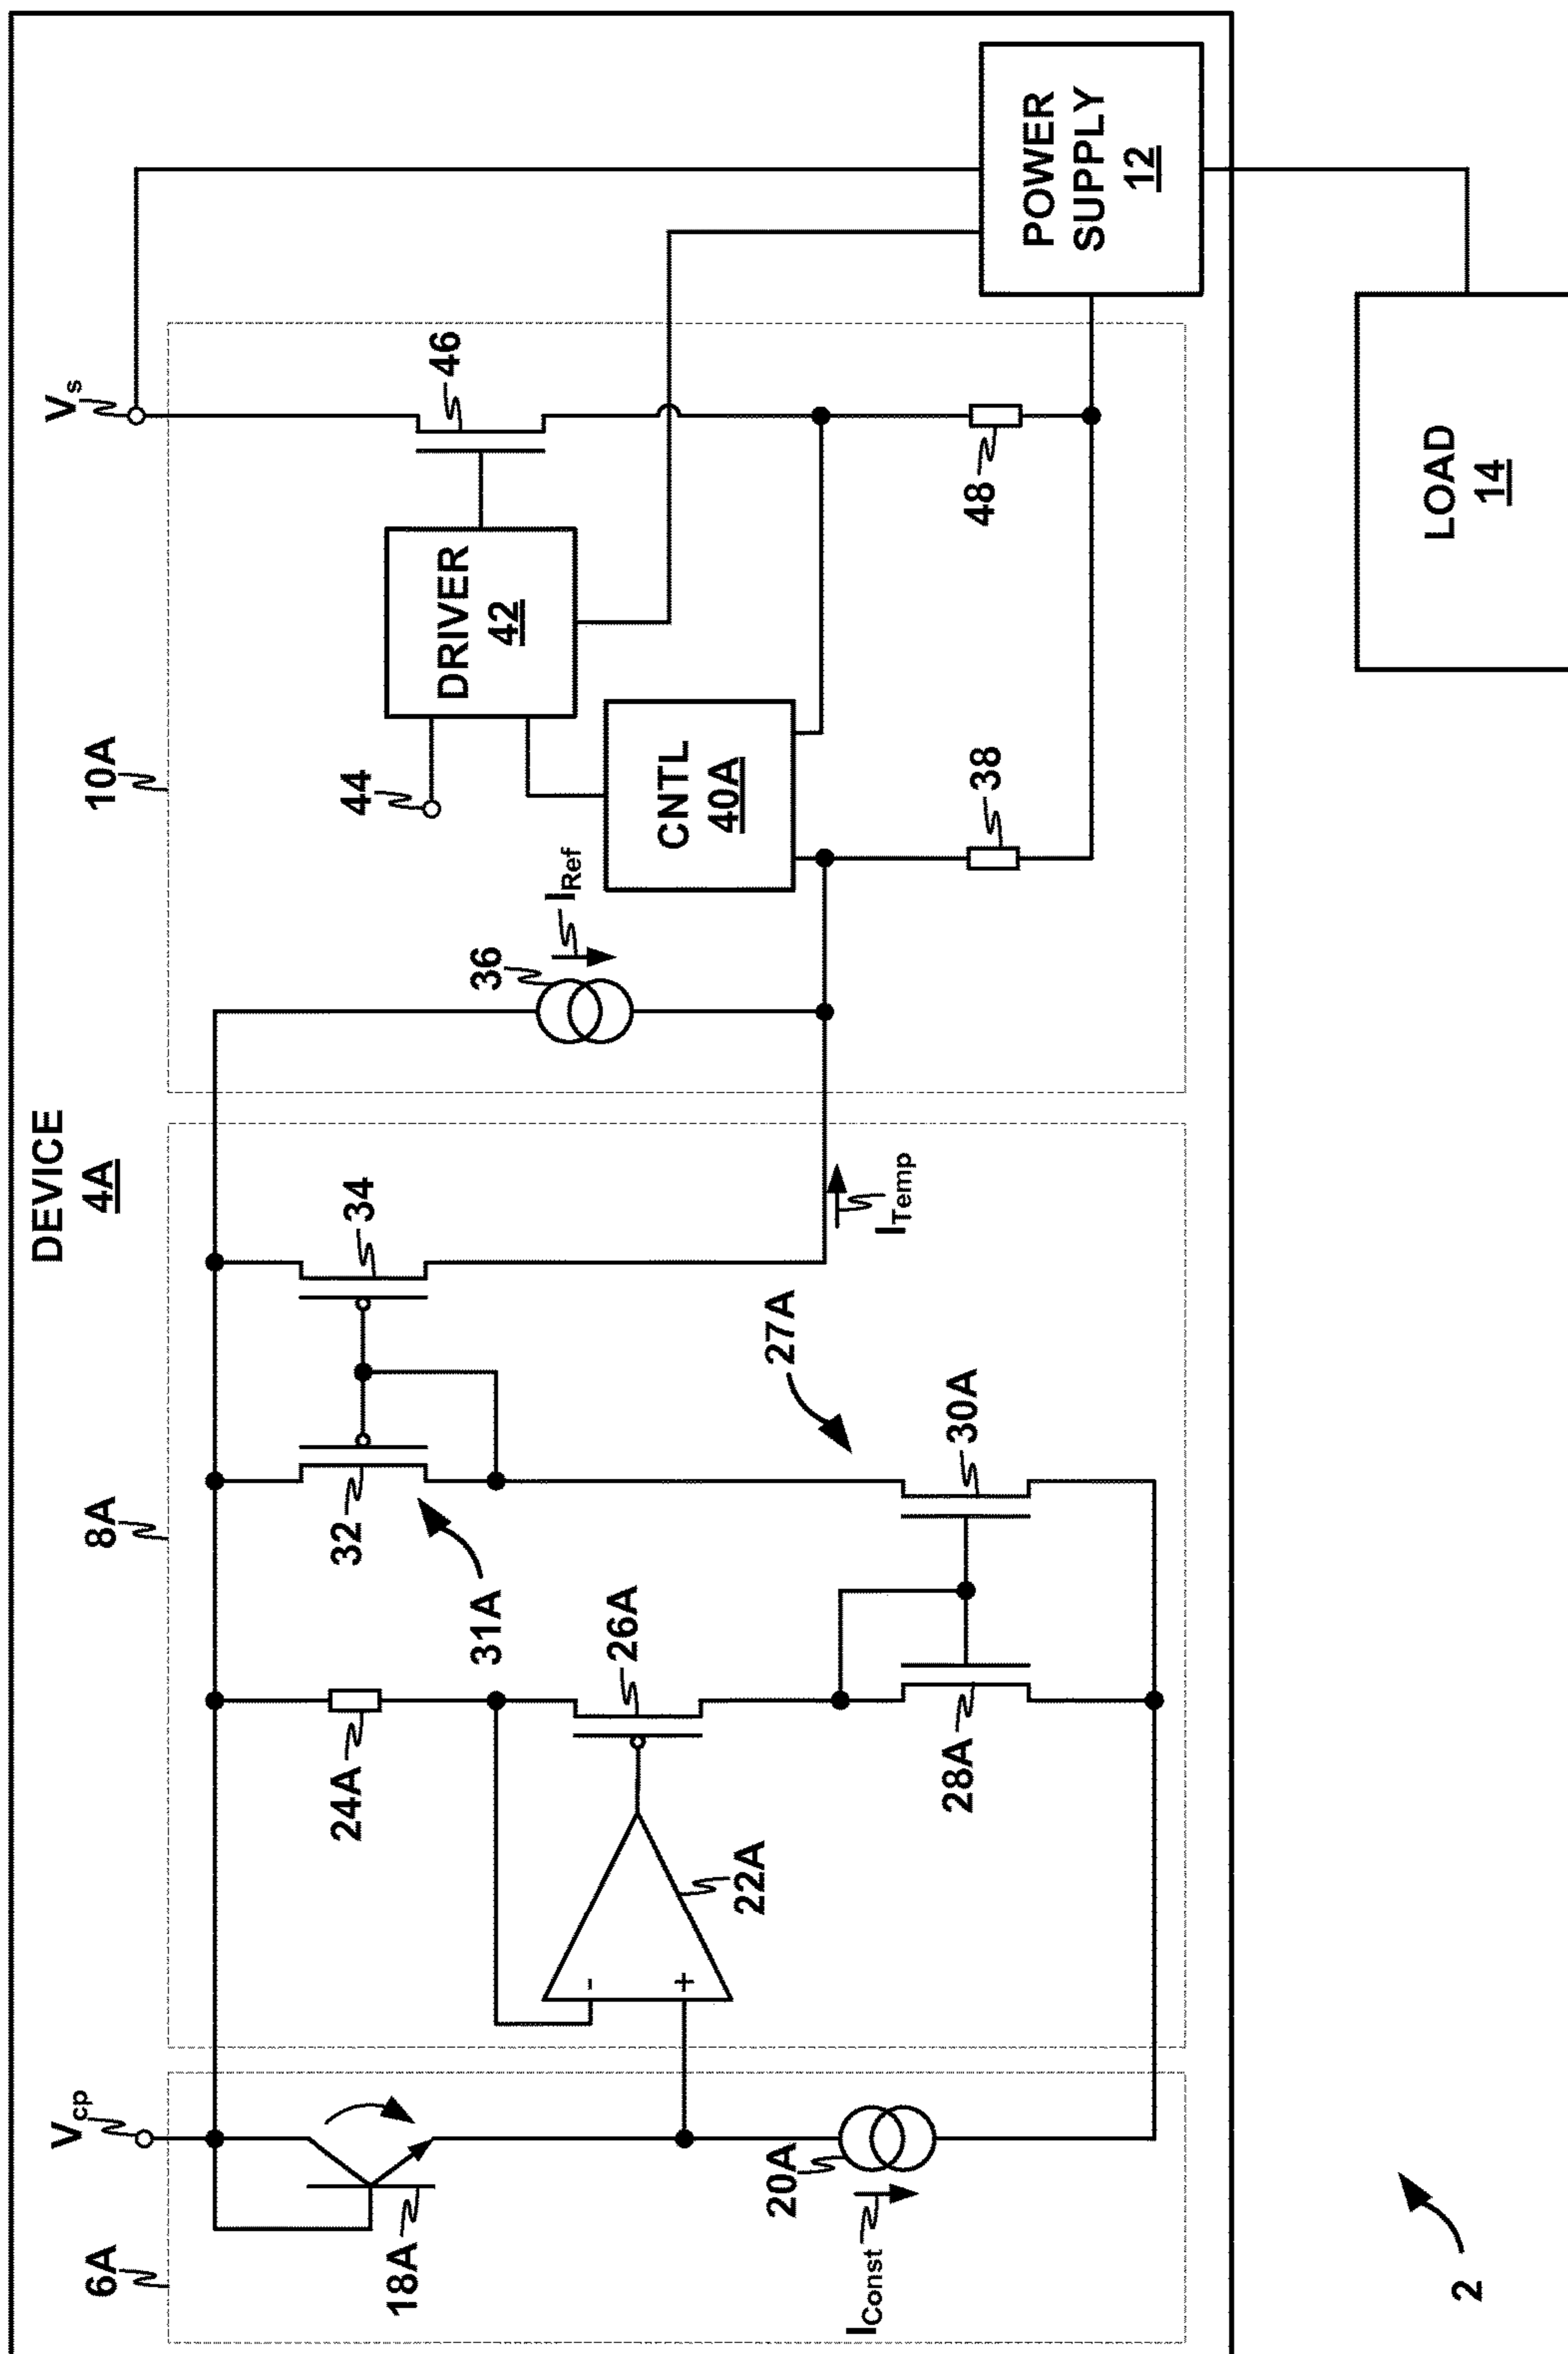 DEVICE
4A
V_cp
V_s
6A
8A
10A
18A
20A
I_Const
24A
22A
-
+
26A
28A
27A
30A
31A
32
34
I_Temp
36
I_Ref
44
DRIVER
42
46
CNTL
40A
38
48
POWER
SUPPLY
12
LOAD
14
2